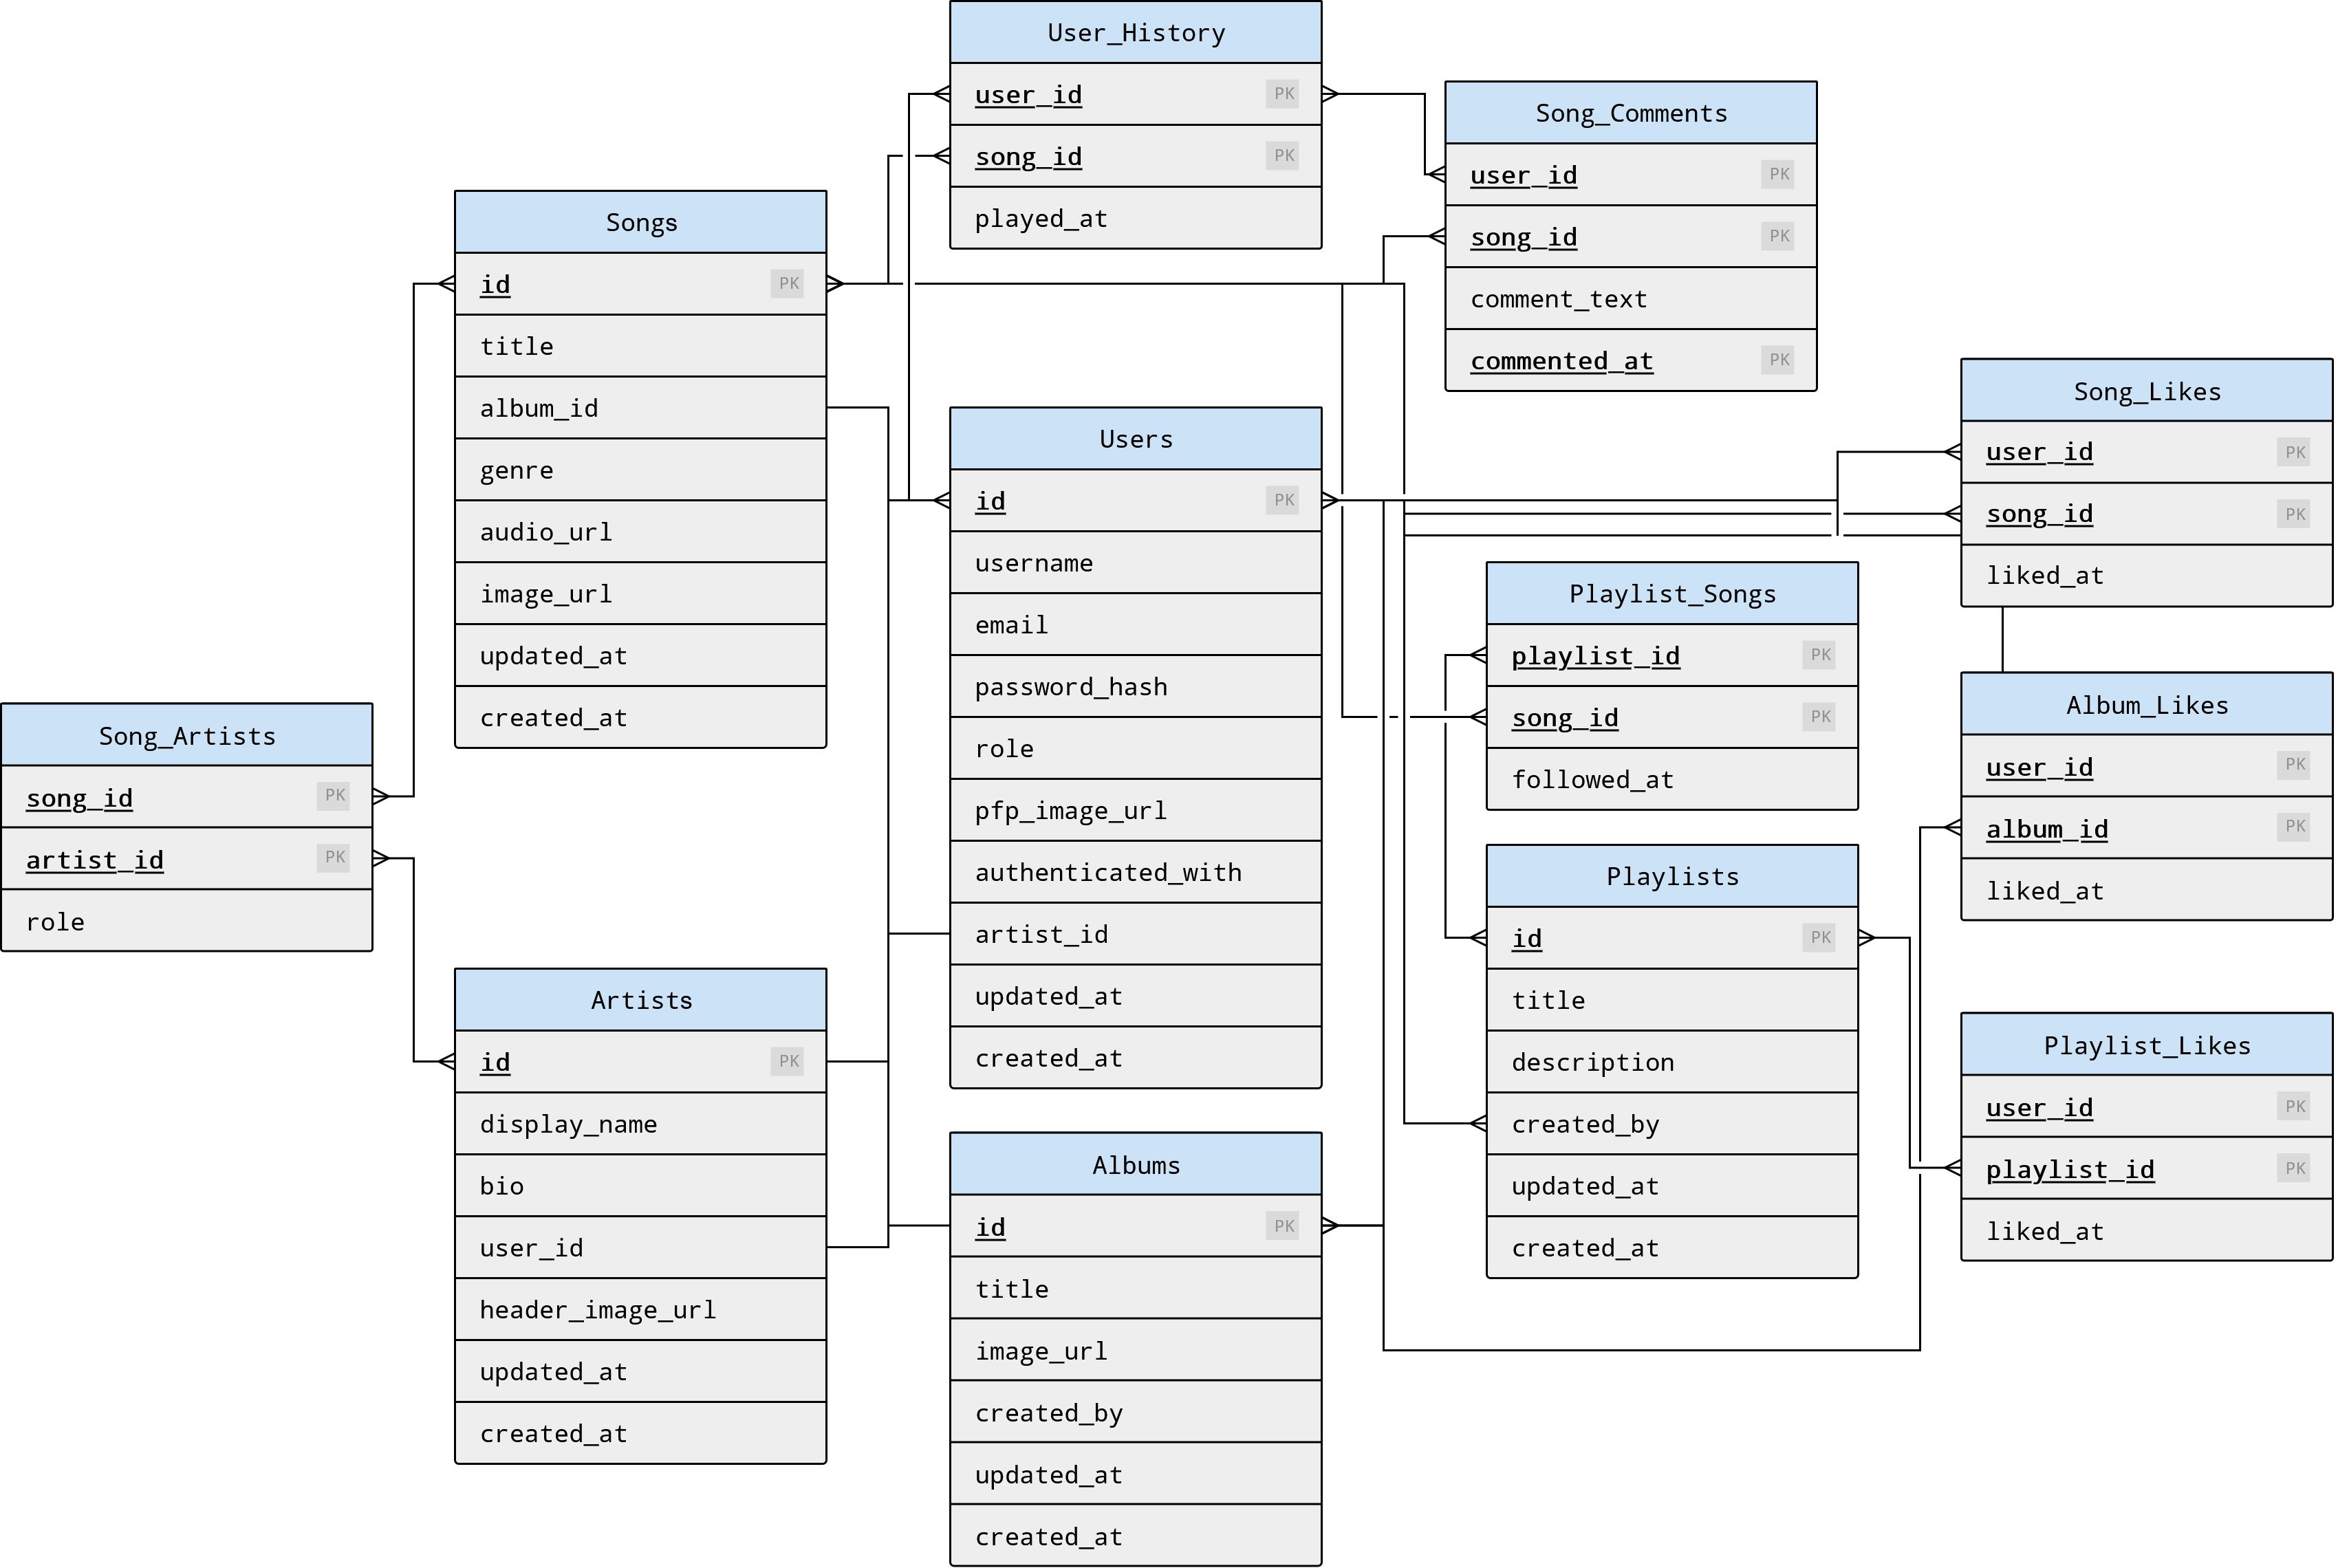 User_History
user_id PK
song_id PK
played_at
Song_Comments
user_id PK
song_id PK
comment_text
commented_at PK
Songs
id PK
title
album_id
genre
audio_url
image_url
updated_at
created_at
Users
id PK
username
email
password_hash
role
pfp_image_url
authenticated_with
artist_id
updated_at
created_at
Song_Likes
user_id PK
song_id PK
liked_at
Playlist_Songs
playlist_id PK
song_id PK
followed_at
Album_Likes
user_id PK
album_id PK
liked_at
Song_Artists
song_id PK
artist_id PK
role
Playlists
id PK
title
description
created_by
updated_at
created_at
Artists
id PK
display_name
bio
user_id
header_image_url
updated_at
created_at
Playlist_Likes
user_id PK
playlist_id PK
liked_at
Albums
id PK
title
image_url
created_by
updated_at
created_at